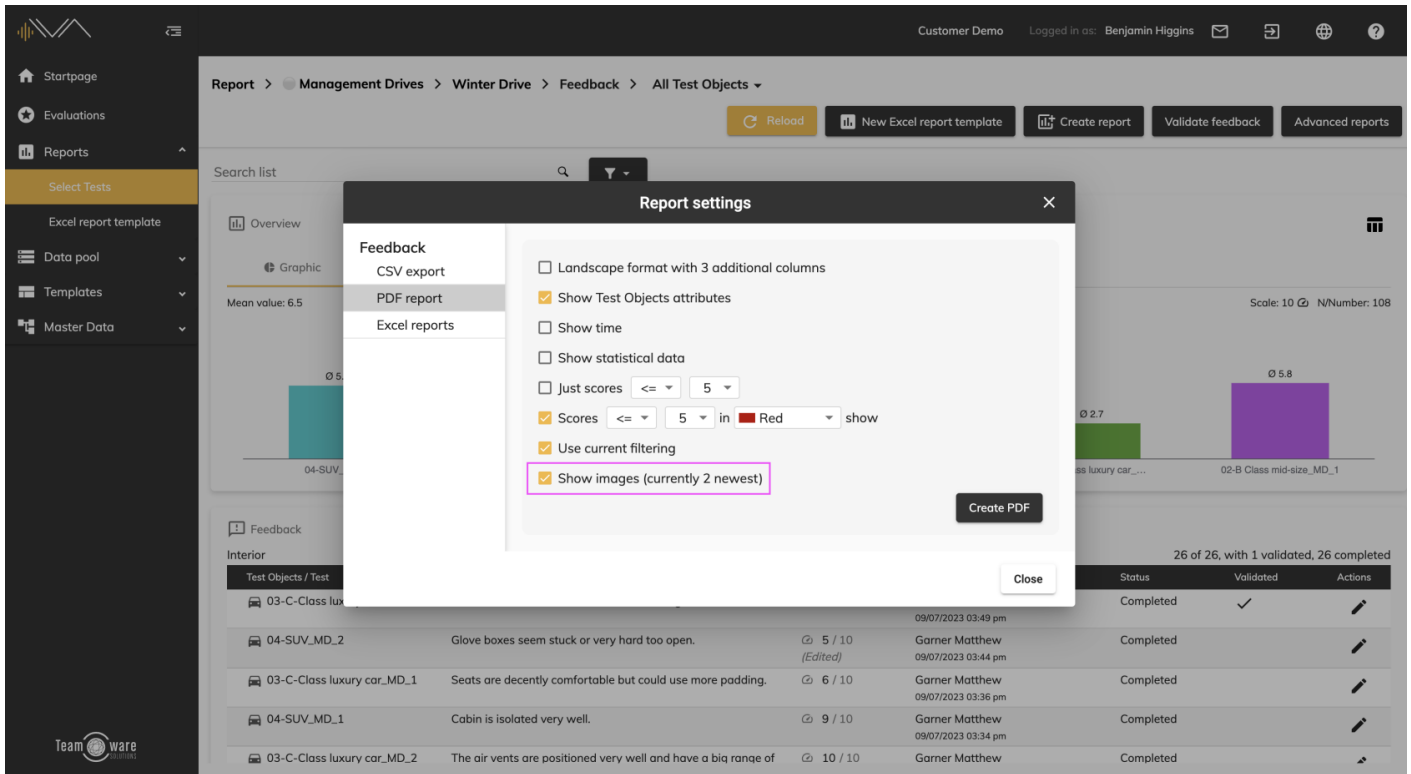 Customer Demo Logged in as: Benjamin Higgins
Startpage
Evaluations
Reports
Select Tests
Excel report template
Data pool
Templates
Master Data
Team ware
SOLUTIONS
Report > Management Drives > Winter Drive > Feedback > All Test Objects
Reload New Excel report template Create report Validate feedback Advanced reports
Search list
Overview
Graphic
Mean value: 6.5 Scale: 10 N/Number: 108
Ø 5. Ø 2.7 Ø 5.8
04-SUV_ ss luxury car_... 02-B Class mid-size_MD_1
Report settings
Feedback
CSV export
PDF report
Excel reports
Landscape format with 3 additional columns
Show Test Objects attributes
Show time
Show statistical data
Just scores <= 5
Scores <= 5 in Red show
Use current filtering
Show images (currently 2 newest)
Create PDF
Close
Feedback
Interior 26 of 26, with 1 validated, 26 completed
Test Objects / Test Status Validated Actions
03-C-Class lux Completed
09/07/2023 03:49 pm
04-SUV_MD_2 Glove boxes seem stuck or very hard too open. 5 / 10 Garner Matthew Completed
(Edited) 09/07/2023 03:44 pm
03-C-Class luxury car_MD_1 Seats are decently comfortable but could use more padding. 6 / 10 Garner Matthew Completed
09/07/2023 03:36 pm
04-SUV_MD_1 Cabin is isolated very well. 9 / 10 Garner Matthew Completed
09/07/2023 03:34 pm
03-C-Class luxury car_MD_2 The air vents are positioned very well and have a big range of 10 / 10 Garner Matthew Completed